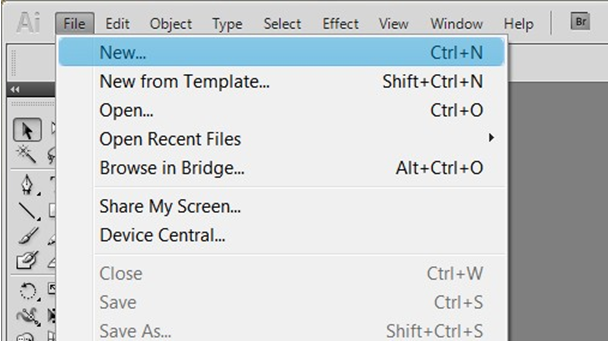 Ai File Edit Object Type Select Effect View Window Help Br
New... Ctrl+N
New from Template... Shift+Ctrl+N
Open... Ctrl+O
Open Recent Files
Browse in Bridge... Alt+Ctrl+O
Share My Screen...
Device Central...
Close Ctrl+W
Save Ctrl+S
Save As... Shift+Ctrl+S